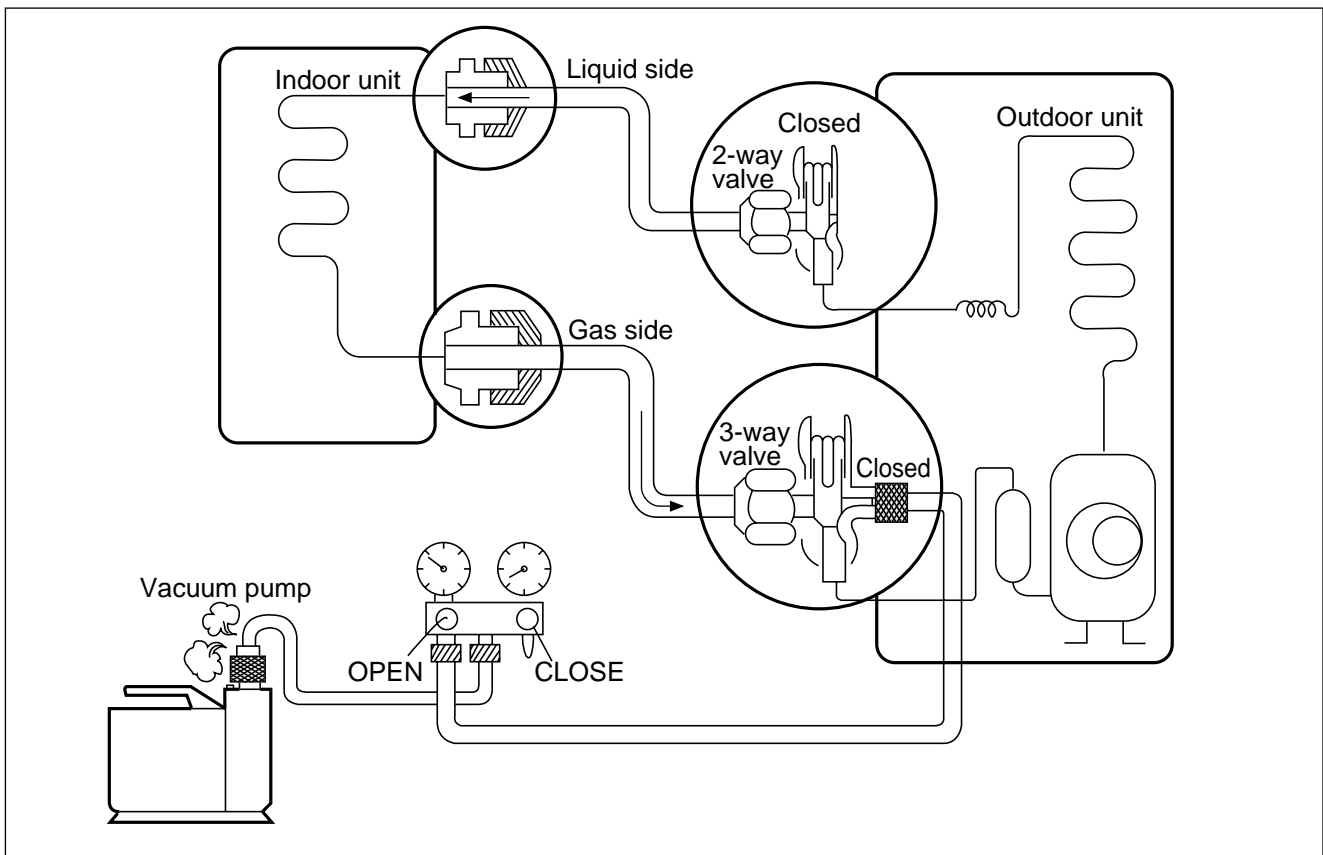 Indoor unit
Liquid side
Closed
2-way
valve
Outdoor unit
Gas side
3-way
valve
Closed
Vacuum pump
OPEN
CLOSE